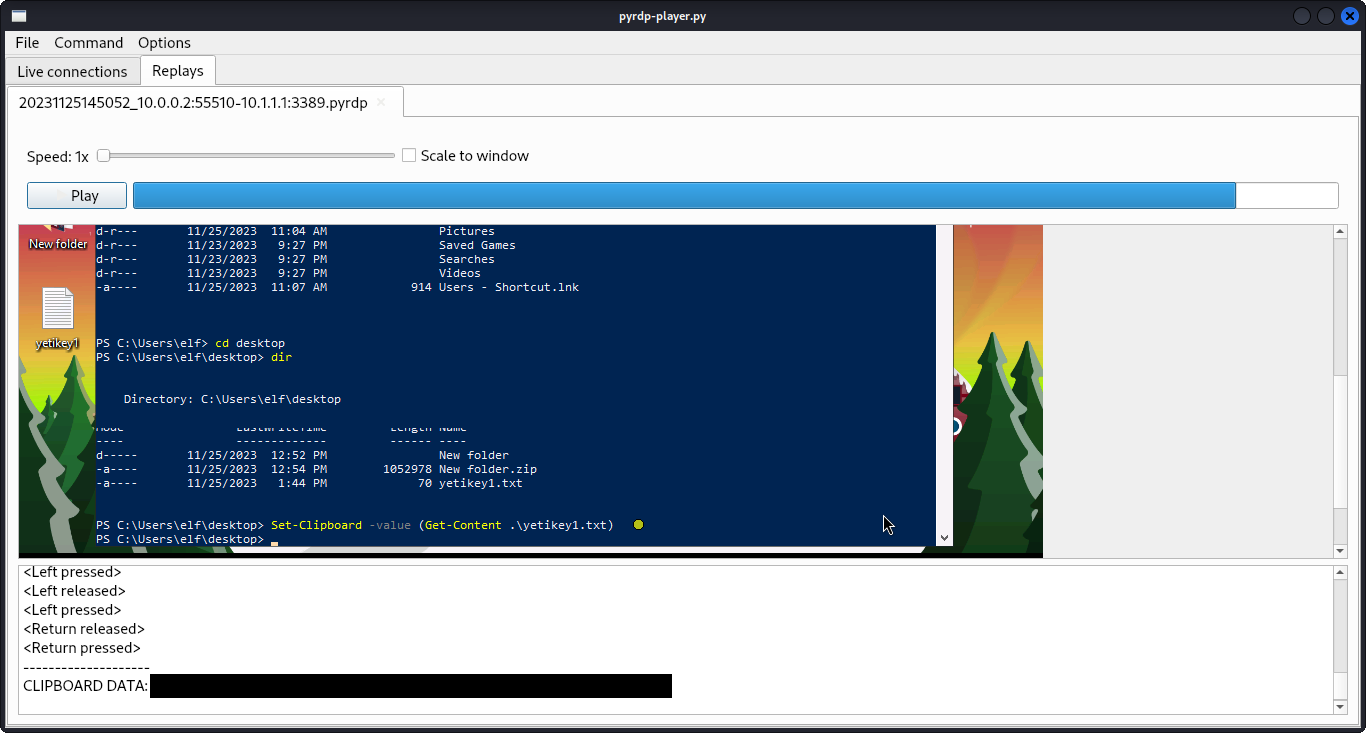 pyrdp-player.py
File Command Options
Live connections Replays
20231125145052_10.0.0.2:55510-10.1.1.1:3389.pyrdp
Speed: 1x Scale to window
Play
New folder
yetikey1
d-r--- 11/25/2023 11:04 AM Pictures
d-r--- 11/23/2023 9:27 PM Saved Games
d-r--- 11/23/2023 9:27 PM Searches
d-r--- 11/23/2023 9:27 PM Videos
-a---- 11/25/2023 11:07 AM 914 Users - Shortcut.lnk
PS C:\Users\elf> cd desktop
PS C:\Users\elf\desktop> dir
Directory: C:\Users\elf\desktop
Mode LastWriteTime Length Name
---- ------------- ------ ----
d----- 11/25/2023 12:52 PM New folder
-a---- 11/25/2023 12:54 PM 1052978 New folder.zip
-a---- 11/25/2023 1:44 PM 70 yetikey1.txt
PS C:\Users\elf\desktop> Set-Clipboard -value (Get-Content .\yetikey1.txt)
PS C:\Users\elf\desktop>
<Left pressed>
<Left released>
<Left pressed>
<Return released>
<Return pressed>
--------------------
CLIPBOARD DATA: